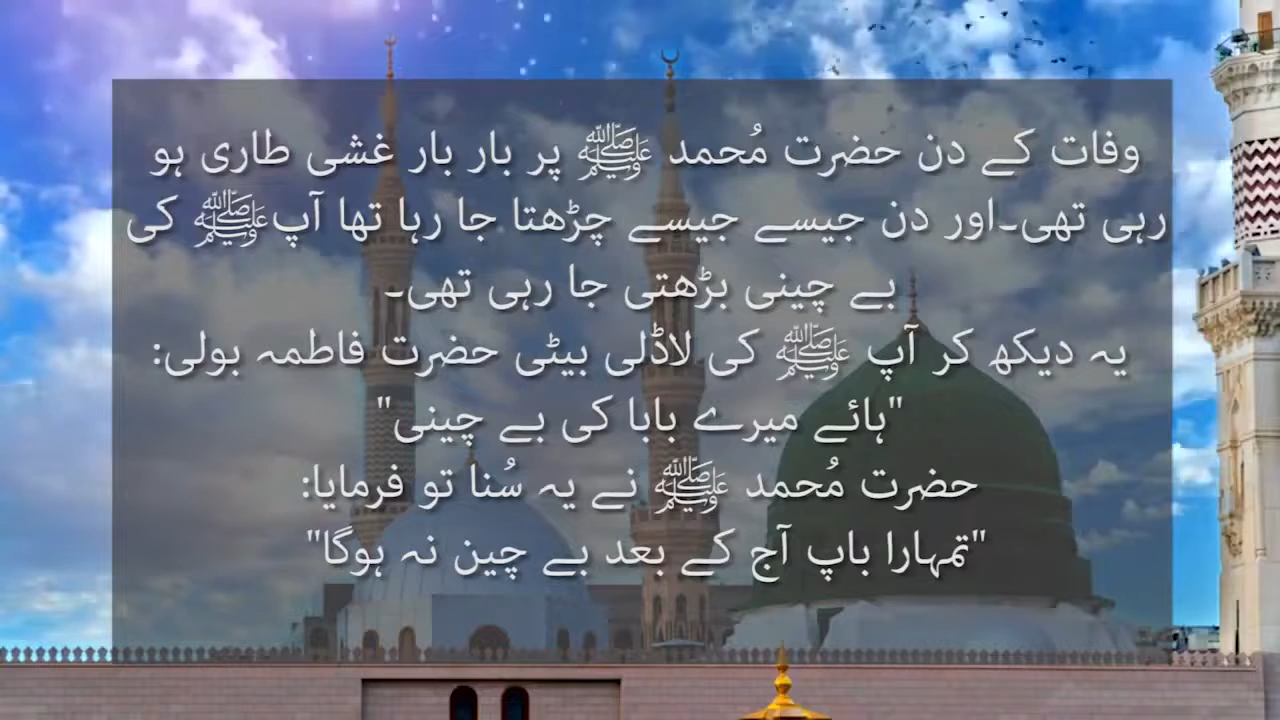 وفات کے دن حضرت مُحمد ﷺ پر بار بار غشی طاری ہو
رہی تھی۔اور دن جیسے جیسے چڑھتا جا رہا تھا آپﷺ کی
بے چینی بڑھتی جا رہی تھی۔
یہ دیکھ کر آپ ﷺ کی لاڈلی بیٹی حضرت فاطمہ بولی:
"ہائے میرے بابا کی بے چینی"
حضرت مُحمد ﷺ نے یہ سُنا تو فرمایا:
"تمہارا باپ آج کے بعد بے چین نہ ہوگا"